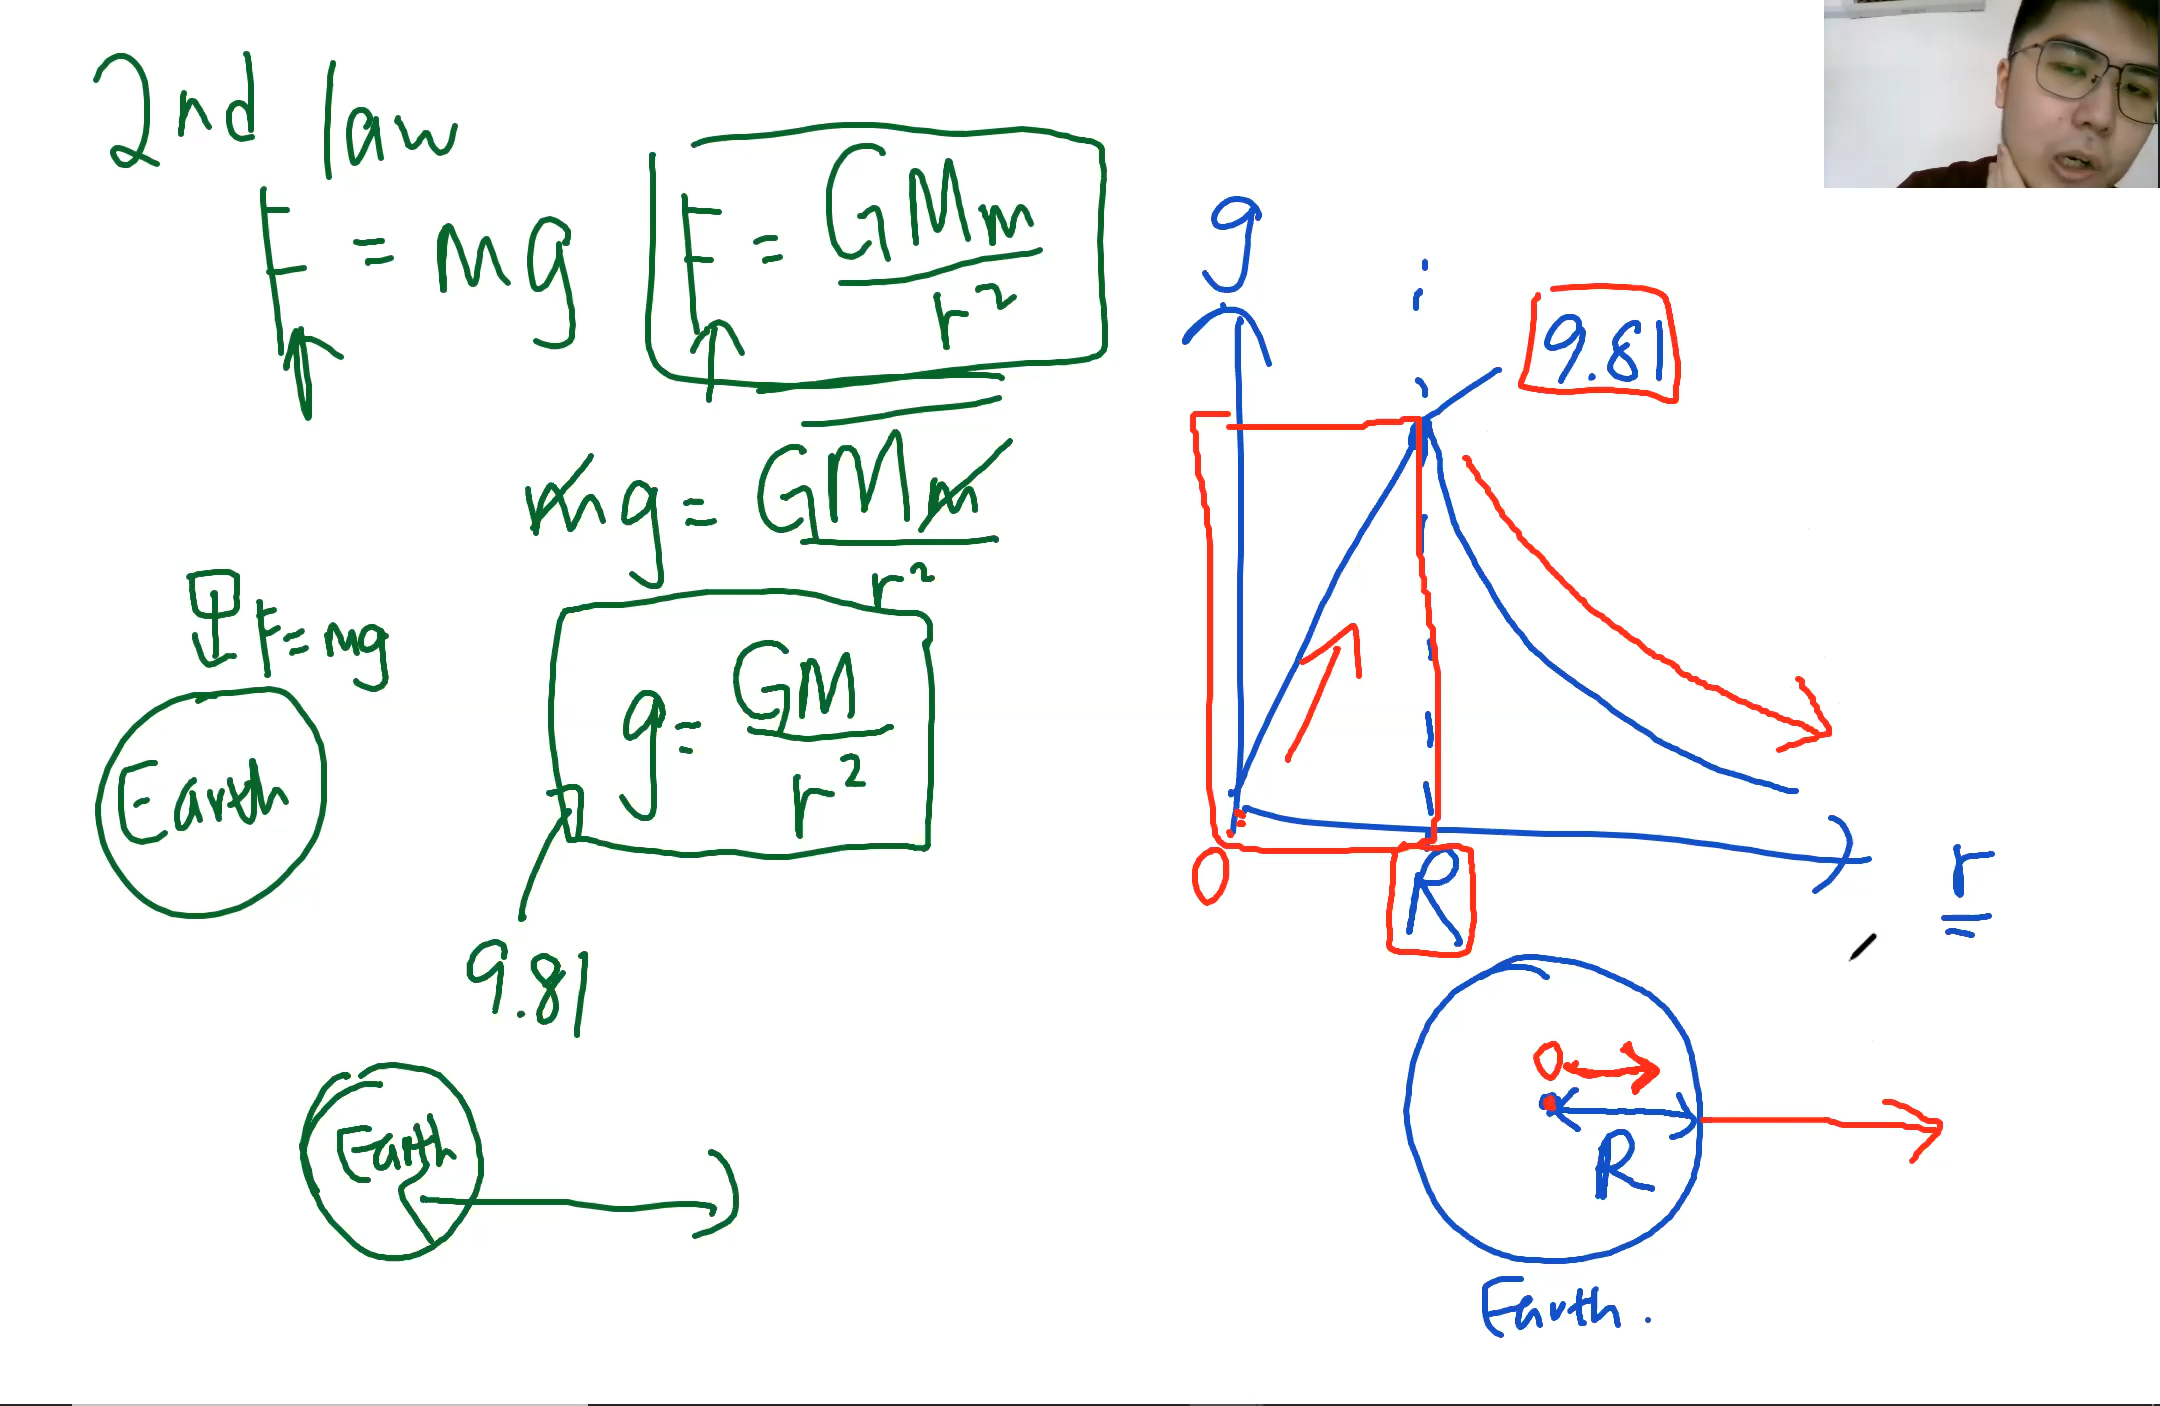 2nd law
F = mg
F = GMm/r²
mg = GMm/r²
F = mg
Earth
g = GM/r²
9.81
Earth
g
9.81
0
R
r
0
R
Earth.